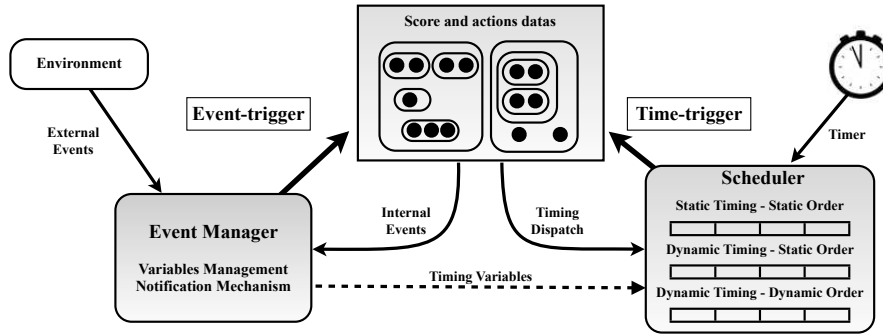 Score and actions datas
Environment
Event-trigger
Time-trigger
External
Events
Timer
Scheduler
Static Timing - Static Order
Event Manager
Internal
Events
Timing
Dispatch
Dynamic Timing - Static Order
Variables Management
Notification Mechanism
Timing Variables
Dynamic Timing - Dynamic Order